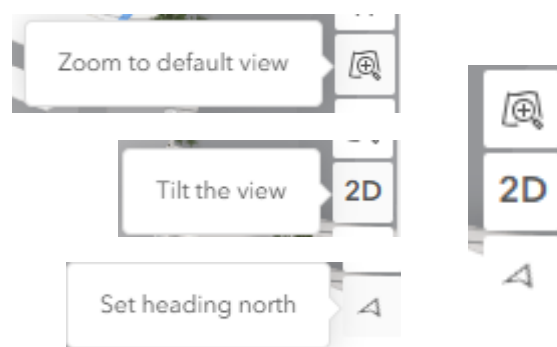 Zoom to default view
Tilt the view
2D
Set heading north
2D